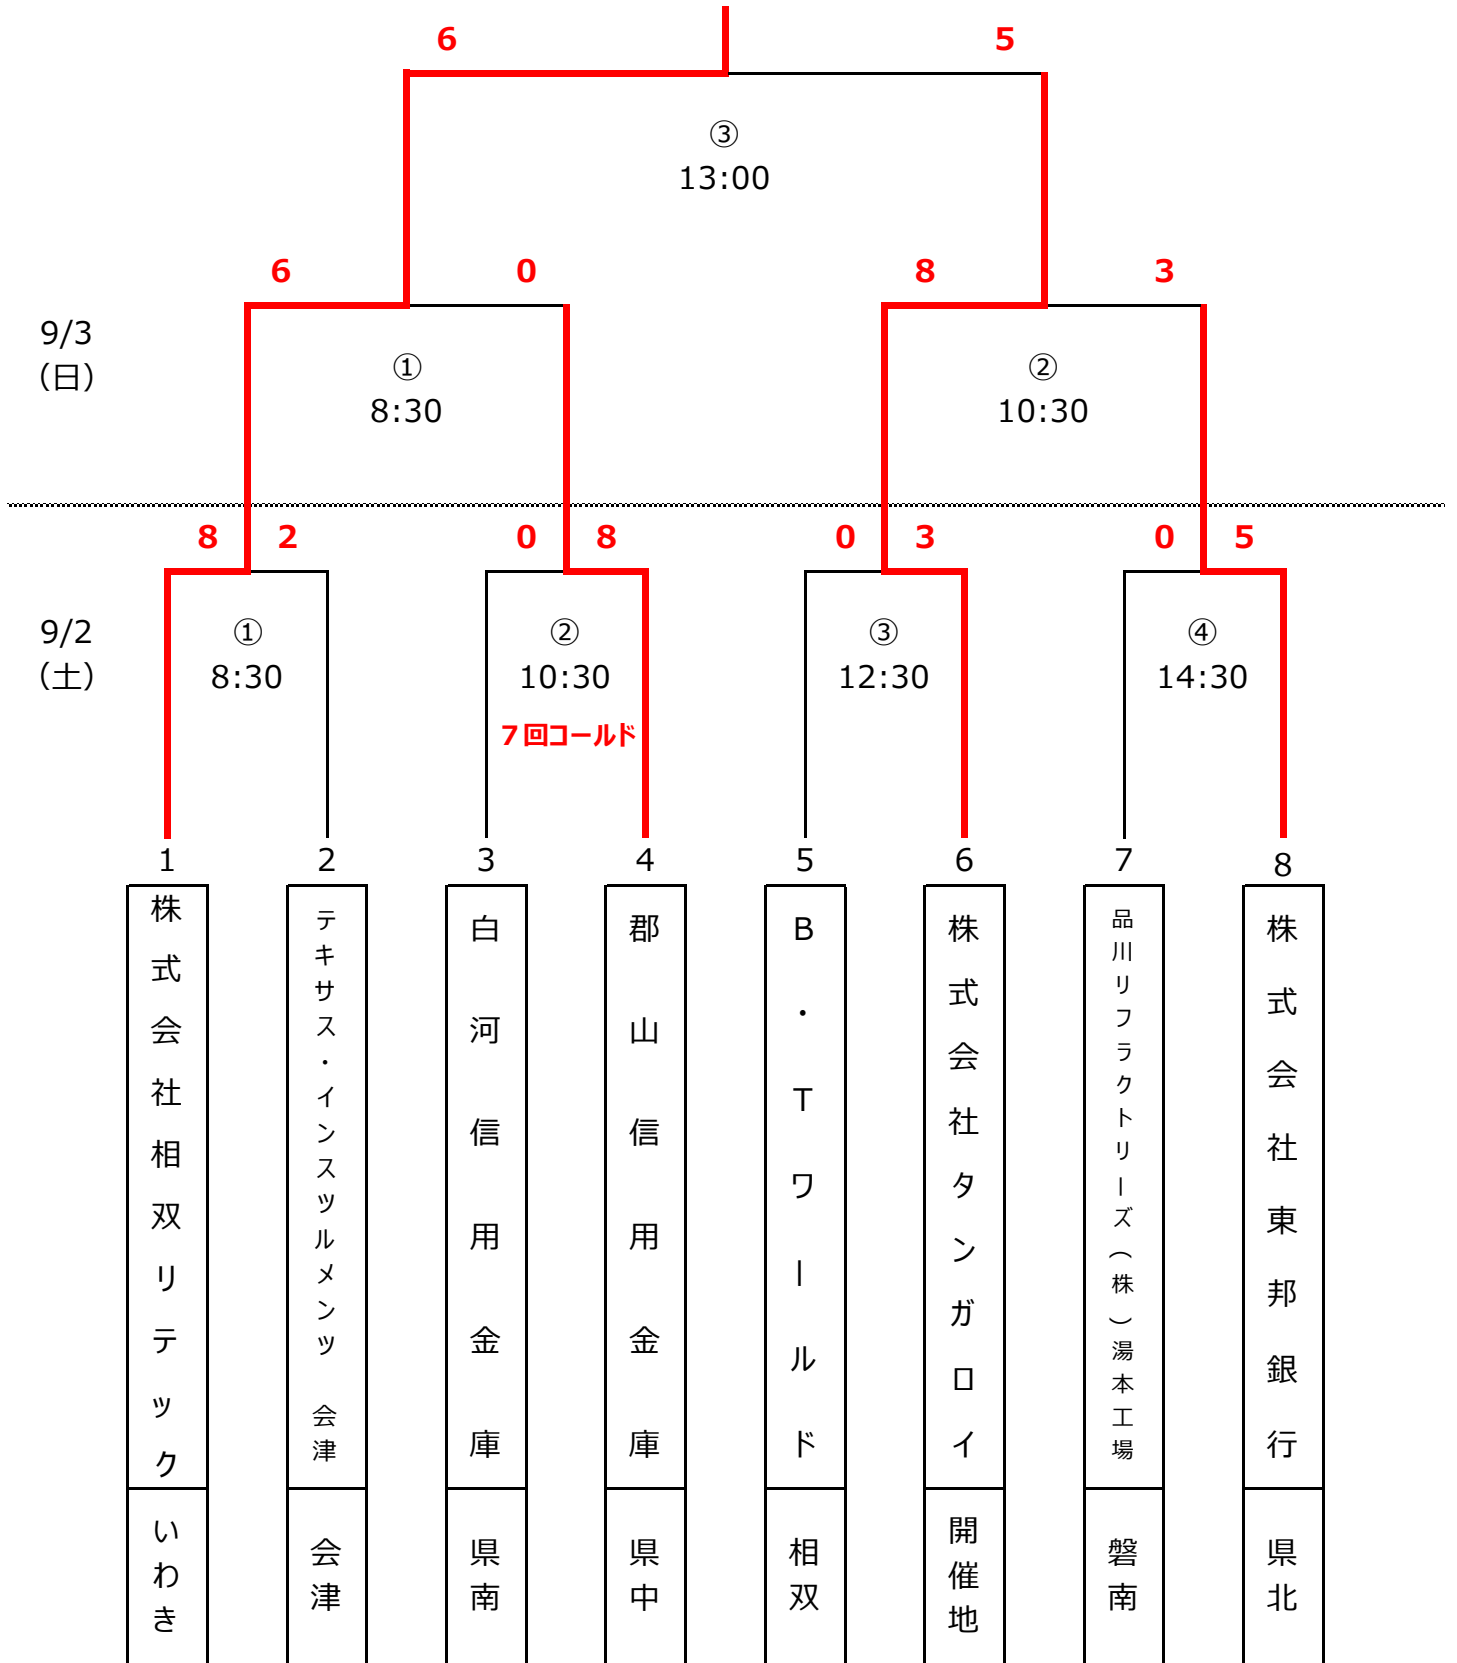 6 5
③
13:00
6 0 8 3
9/3
(日)
①
8:30
②
10:30
8 2 0 8 0 3 0 5
9/2
(土)
①
8:30
②
10:30
7回コールド
③
12:30
④
14:30
1 2 3 4 5 6 7 8
株式会社相双リテック
テキサス・インスツルメンツ 会津
白河信用金庫
郡山信用金庫
B・Tワールド
株式会社タンガロイ
品川リフラクトリーズ(株)湯本工場
株式会社東邦銀行
いわき
会津
県南
県中
相双
開催地
磐南
県北